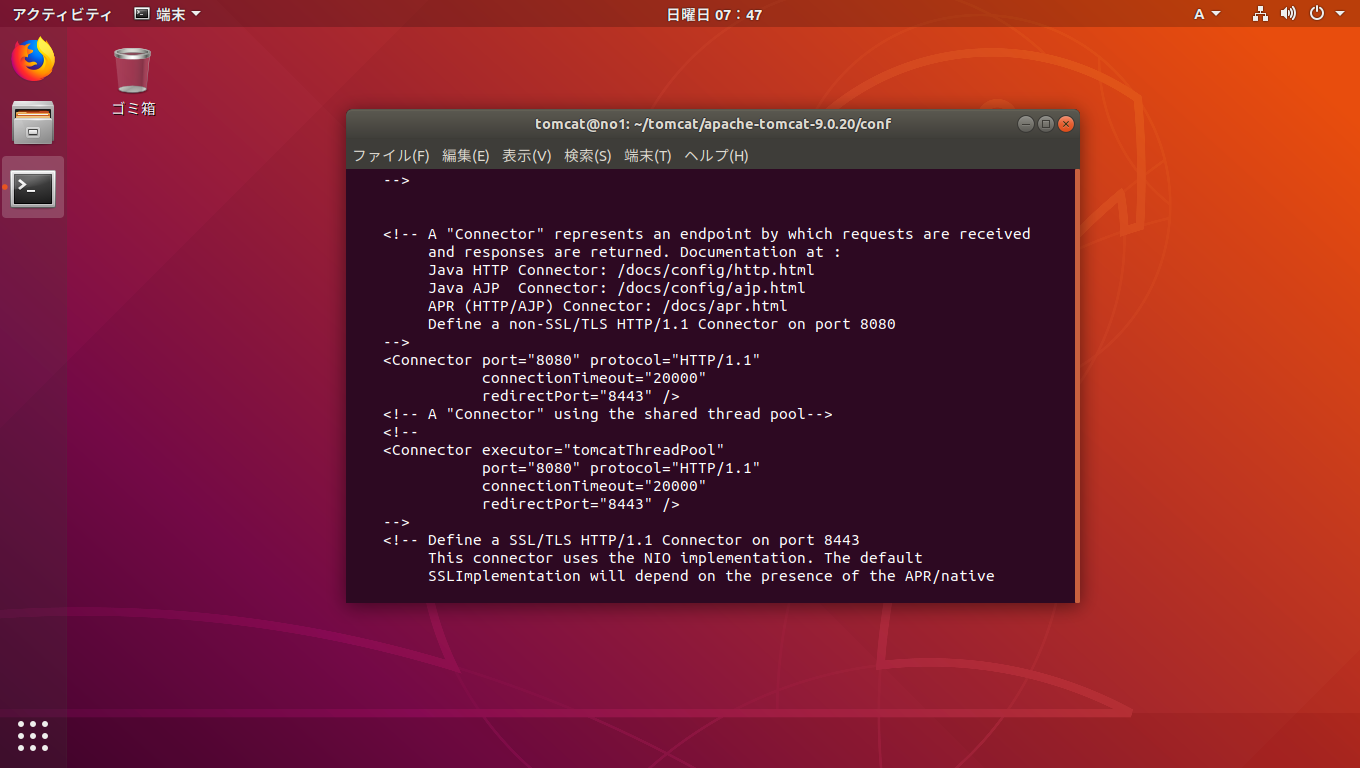 アクティビティ 端末 日曜日 07：47 A
ゴミ箱
tomcat@no1: ~/tomcat/apache-tomcat-9.0.20/conf
ファイル(F) 編集(E) 表示(V) 検索(S) 端末(T) ヘルプ(H)
-->
<!-- A "Connector" represents an endpoint by which requests are received
and responses are returned. Documentation at :
Java HTTP Connector: /docs/config/http.html
Java AJP  Connector: /docs/config/ajp.html
APR (HTTP/AJP) Connector: /docs/apr.html
Define a non-SSL/TLS HTTP/1.1 Connector on port 8080
-->
<Connector port="8080" protocol="HTTP/1.1"
connectionTimeout="20000"
redirectPort="8443" />
<!-- A "Connector" using the shared thread pool-->
<!--
<Connector executor="tomcatThreadPool"
port="8080" protocol="HTTP/1.1"
connectionTimeout="20000"
redirectPort="8443" />
-->
<!-- Define a SSL/TLS HTTP/1.1 Connector on port 8443
This connector uses the NIO implementation. The default
SSLImplementation will depend on the presence of the APR/native